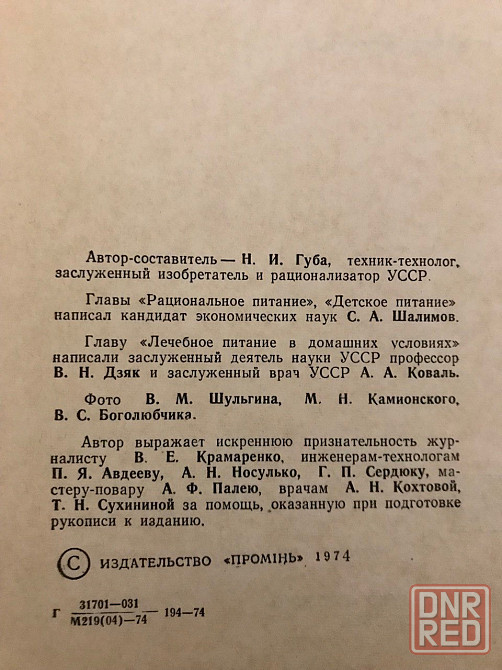 Автор-составитель — Н. И. Губа, техник-технолог,
заслуженный изобретатель и рационализатор УССР.
Главы «Рациональное питание», «Детское питание»
написал кандидат экономических наук С. А. Шалимов.
Главу «Лечебное питание в домашних условиях»
написали заслуженный деятель науки УССР профессор
В. Н. Дзяк и заслуженный врач УССР А. А. Коваль.
Фото В. М. Шульгина, М. Н. Камионского,
В. С. Боголюбчика.
Автор выражает искреннюю признательность жур-
налисту В. Е. Крамаренко, инженерам-технологам
П. Я. Авдееву, А. Н. Носулько, Г. П. Сердюку, ма-
стеру-повару А. Ф. Палею, врачам А. Н. Кохтовой,
Т. Н. Сухининой за помощь, оказанную при подготовке
рукописи к изданию.
© ИЗДАТЕЛЬСТВО «ПРОМІНЬ» 1974
Г 31701—031
М219(04)—74 — 194—74
DNR
RED